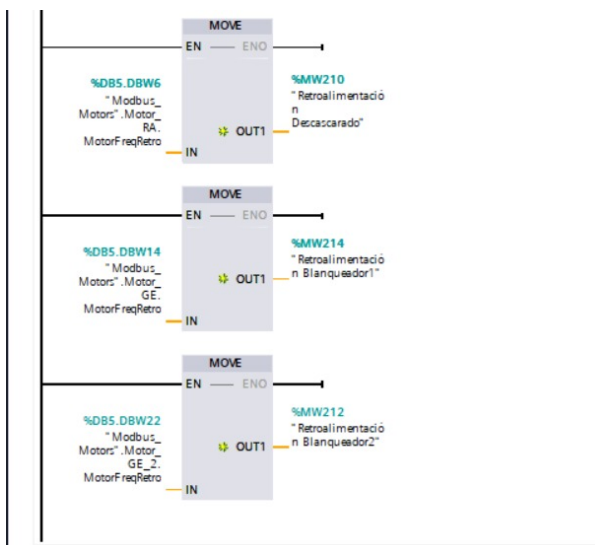 MOVE
EN ENO
%DB5.DBW6
"Modbus_
Motors".Motor_
RA.
MotorFreqRetro
IN
%MW210
"Retroalimentació
n
Descascarado"
OUT1
MOVE
EN ENO
%DB5.DBW14
"Modbus_
Motors".Motor_
GE.
MotorFreqRetro
IN
%MW214
"Retroalimentació
n Blanqueador1"
OUT1
MOVE
EN ENO
%DB5.DBW22
"Modbus_
Motors".Motor_
GE_2.
MotorFreqRetro
IN
%MW212
"Retroalimentació
n Blanqueador2"
OUT1